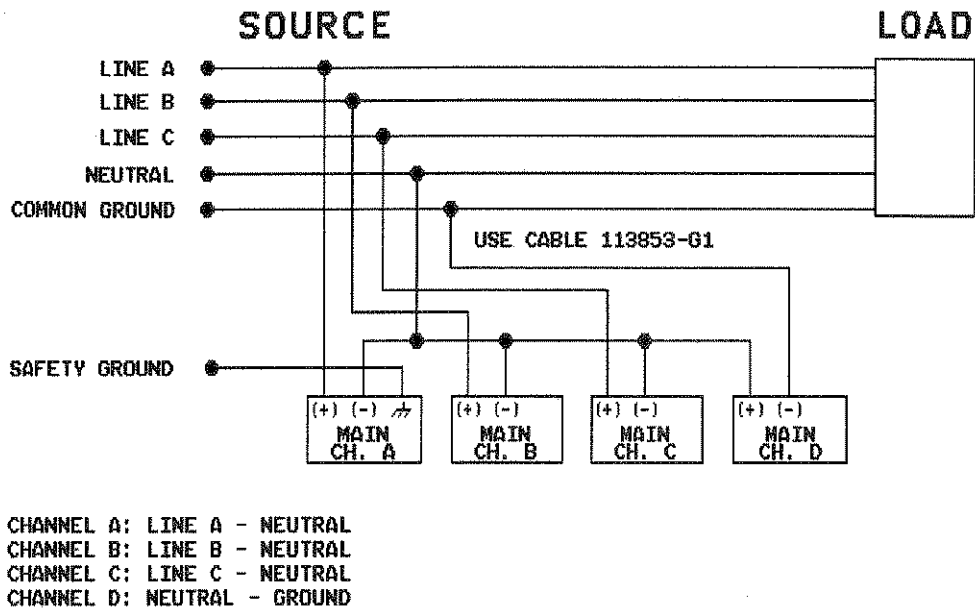 SOURCE
LOAD
LINE A
LINE B
LINE C
NEUTRAL
COMMON GROUND
USE CABLE 113853-G1
SAFETY GROUND
(+) (-)
MAIN
CH. A
(+) (-)
MAIN
CH. B
(+) (-)
MAIN
CH. C
(+) (-)
MAIN
CH. D
CHANNEL A: LINE A - NEUTRAL
CHANNEL B: LINE B - NEUTRAL
CHANNEL C: LINE C - NEUTRAL
CHANNEL D: NEUTRAL - GROUND